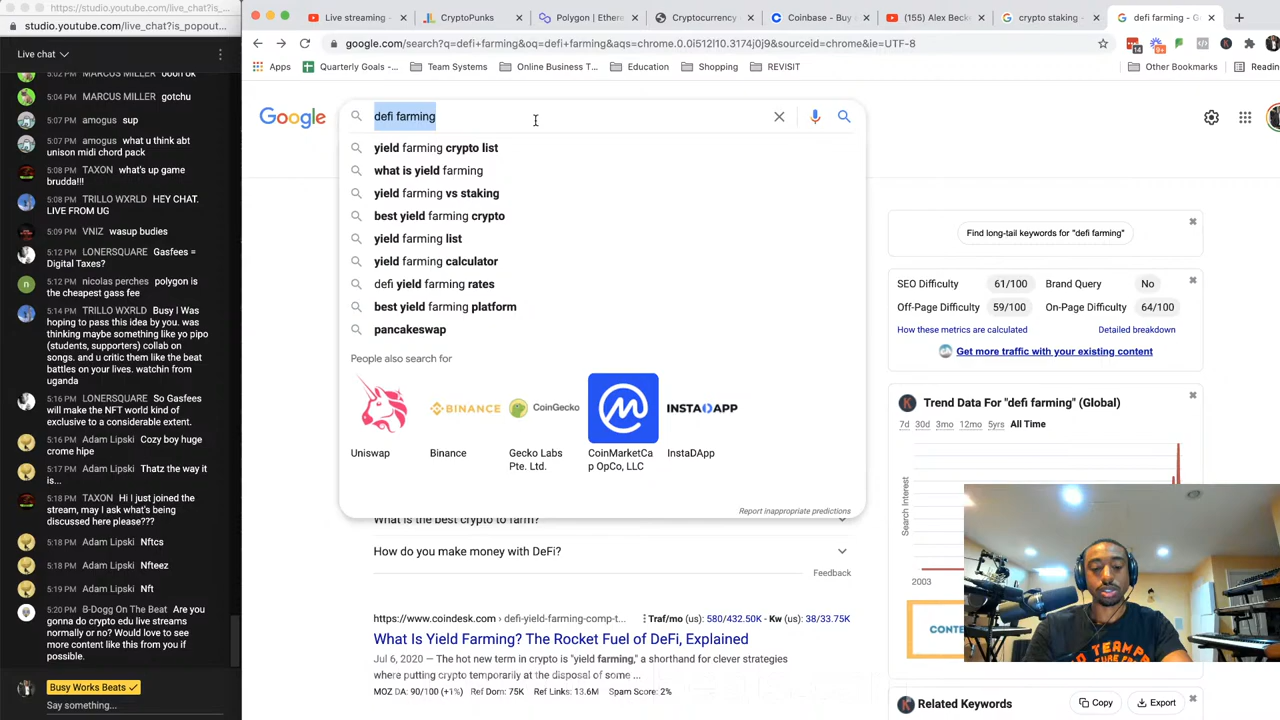 studio.youtube.com/live_chat?is_popout...
studio.youtube.com/live_chat?is_popout...
Live chat
5:02 PM MARCUS MILLER oooh ok
5:04 PM MARCUS MILLER gotchu
5:07 PM amogus sup
5:07 PM amogus what u think abt
unison midi chord pack
5:08 PM TAXON what's up game
brudda!!!
5:08 PM TRILLO WXRLD HEY CHAT.
LIVE FROM UG
5:09 PM VNIZ wasup budies
5:12 PM LONERSQUARE Gasfees =
Digital Taxes?
5:12 PM nicolas perches polygon is
the cheapest gass fee
5:14 PM TRILLO WXRLD Busy I Was
hoping to pass this idea by you. was
thinking maybe something like yo pipo
(students, supporters) collab on
songs. and u critic them like the beat
battles on your lives. watchin from
uganda
5:16 PM LONERSQUARE So Gasfees
will make the NFT world kind of
exclusive to a considerable extent.
5:16 PM Adam Lipski Cozy boy huge
crome hipe
5:17 PM Adam Lipski Thatz the way it
is...
5:18 PM TAXON Hi I just joined the
stream, may I ask what's being
discussed here please???
5:18 PM Adam Lipski Nftcs
5:18 PM Adam Lipski Nfteez
5:19 PM Adam Lipski Nft
5:20 PM B-Dogg On The Beat Are you
gonna do crypto edu live streams
normally or no? Would love to see
more content like this from you if
possible.
Busy Works Beats
Say something...
Live streaming -
CryptoPunks
Polygon | Ethere
Cryptocurrency
Coinbase - Buy
(155) Alex Beck
crypto staking -
defi farming - G
google.com/search?q=defi+farming&oq=defi+farming&aqs=chrome.0.0i512l10.3174j0j9&sourceid=chrome&ie=UTF-8
14
9+
Apps
Quarterly Goals -...
Team Systems
Online Business T...
Education
Shopping
REVISIT
Other Bookmarks
Readin
Google
defi farming
yield farming crypto list
what is yield farming
yield farming vs staking
best yield farming crypto
yield farming list
yield farming calculator
defi yield farming rates
best yield farming platform
pancakeswap
People also search for
BINANCE
CoinGecko
INSTADAPP
Uniswap
Binance
Gecko Labs
Pte. Ltd.
CoinMarketCa
p OpCo, LLC
InstaDApp
Report inappropriate predictions
What is the best crypto to farm?
How do you make money with DeFi?
Feedback
https://www.coindesk.com › defi-yield-farming-comp-t...
Traf/mo (us): 580/432.50K - Kw (us): 38/33.75K
What Is Yield Farming? The Rocket Fuel of DeFi, Explained
Jul 6, 2020 — The hot new term in crypto is "yield farming," a shorthand for clever strategies
where putting crypto temporarily at the disposal of some ...
MOZ DA: 90/100 (+1%) Ref Dom: 75K Ref Links: 13.6M Spam Score: 2%
Find long-tail keywords for "defi farming"
SEO Difficulty 61/100 Brand Query No
Off-Page Difficulty 59/100 On-Page Difficulty 64/100
How these metrics are calculated
Detailed breakdown
Get more traffic with your existing content
Trend Data For "defi farming" (Global)
7d 30d 3mo 12mo 5yrs All Time
Search Interest
2003
CONTE
Related Keywords
Copy
Export